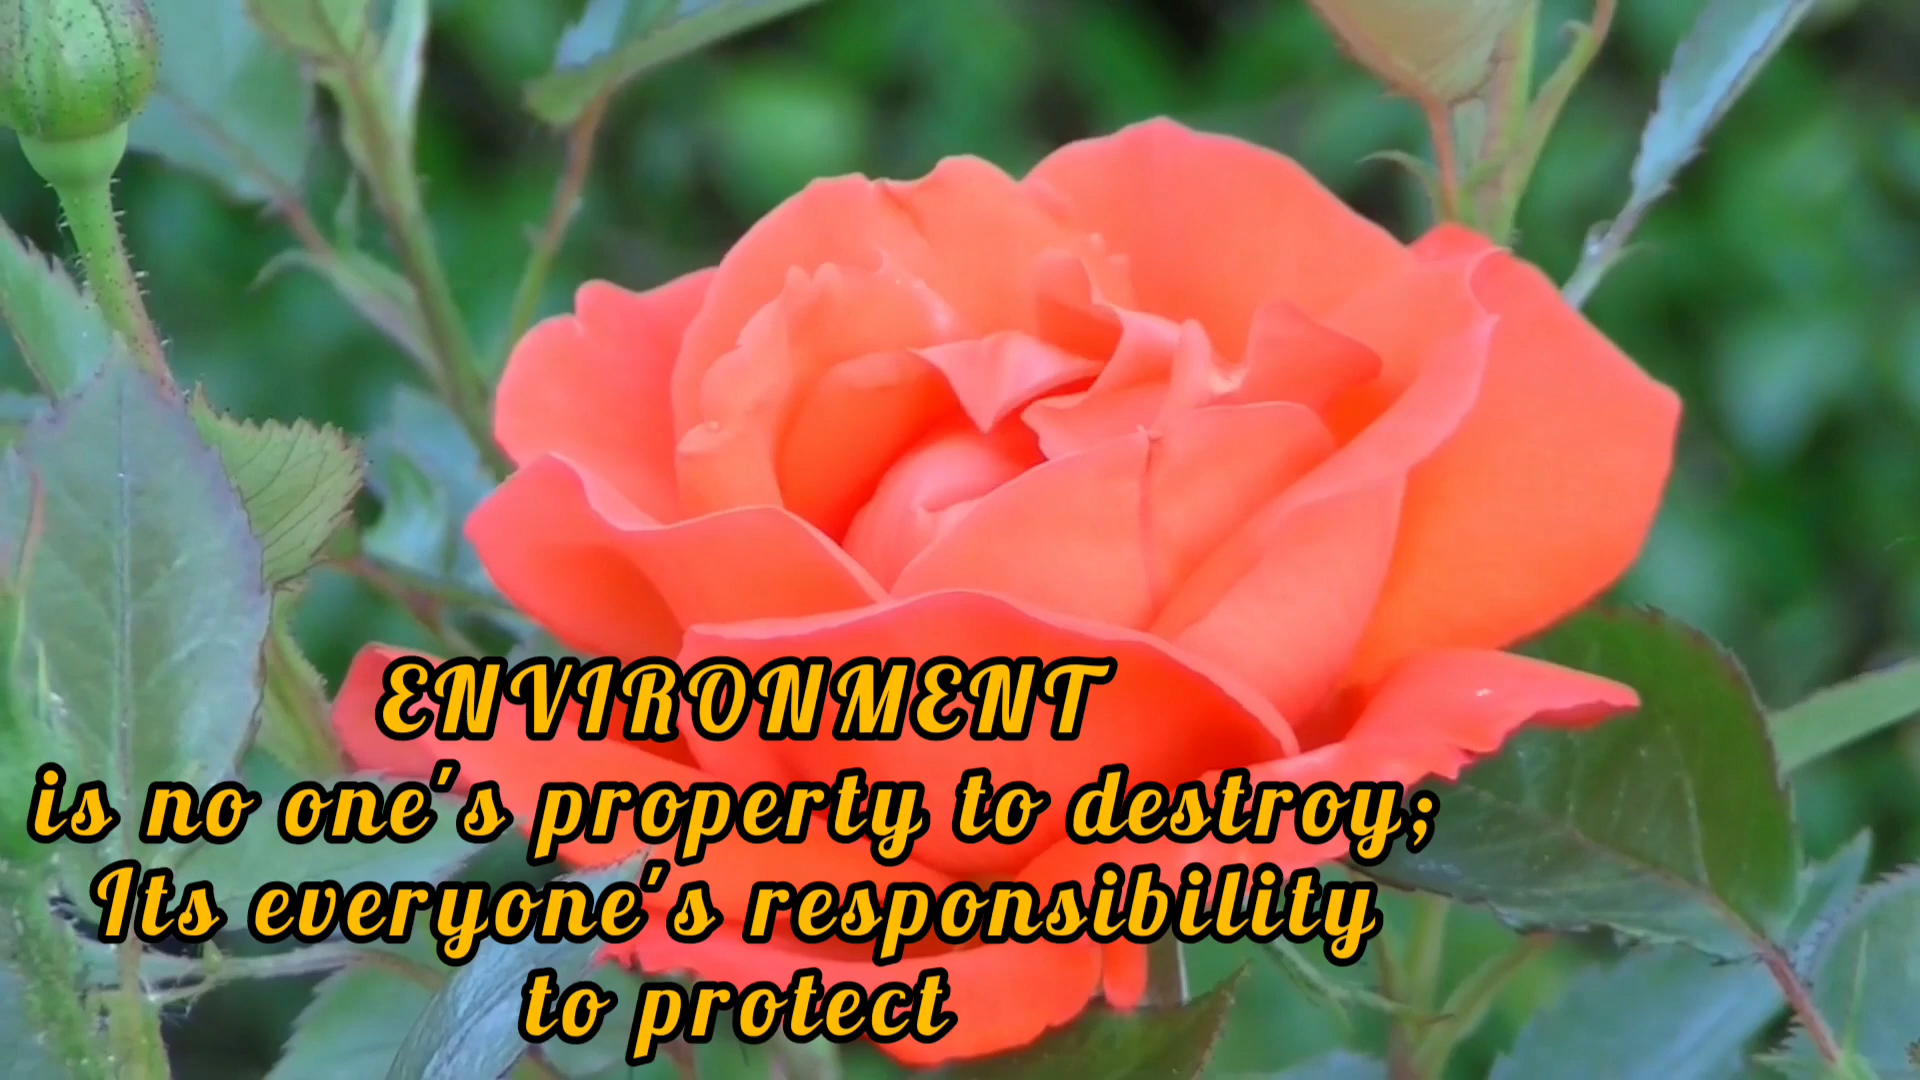 ENVIRONMENT
is no one's property to destroy;
Its everyone's responsibility
to protect